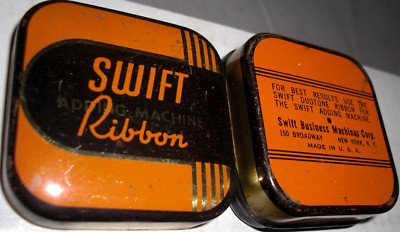 SWIFT
ADDING MACHINE
Ribbon
FOR BEST RESULTS USE THE
SWIFT DUOTONE RIBBON FOR
THE SWIFT ADDING MACHINE.
Swift Business Machines Corp.
150 BROADWAY NEW YORK, N. Y.
MADE IN U. S. A.